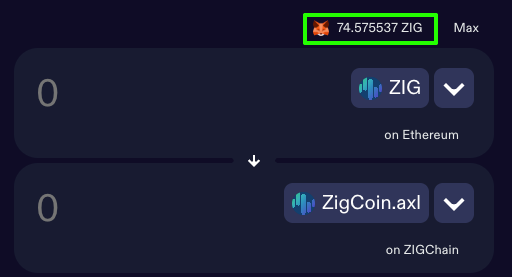 74.575537 ZIG Max
0 ZIG
on Ethereum
0 ZigCoin.axl
on ZIGChain